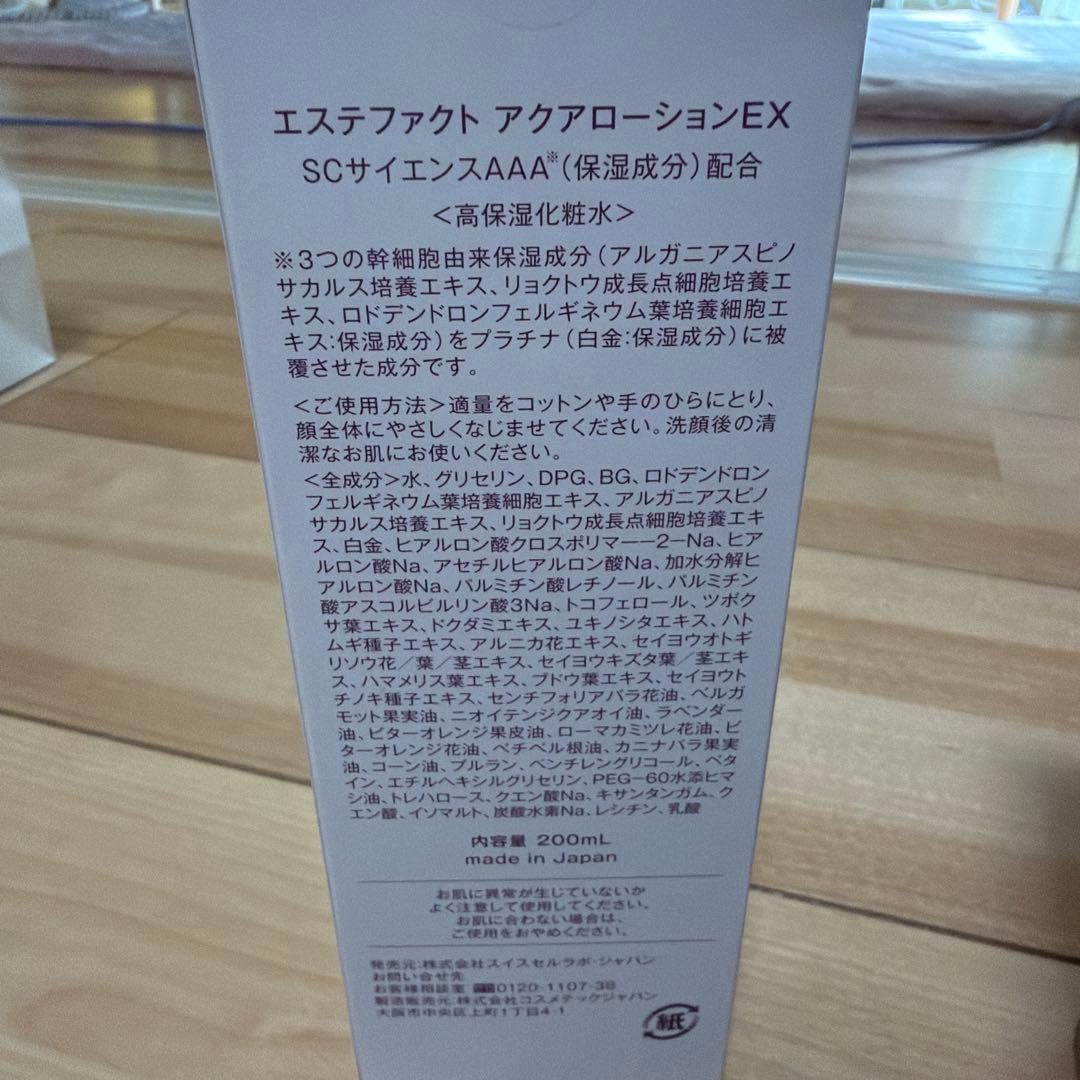 エステファクト アクアローションEX
SCサイエンスAAA※(保湿成分)配合
<高保湿化粧水>
※3つの幹細胞由来保湿成分(アルガニアスピノ
サカルス培養エキス、リョクトウ成長点細胞培養エ
キス、ロドデンドロンフェルギネウム葉培養細胞エ
キス:保湿成分)をプラチナ(白金:保湿成分)に被
覆させた成分です。
<ご使用方法>適量をコットンや手のひらにとり、
顔全体にやさしくなじませてください。洗顔後の清
潔なお肌にお使いください。
<全成分>水、グリセリン、DPG、BG、ロドデンドロン
フェルギネウム葉培養細胞エキス、アルガニアスピノ
サカルス培養エキス、リョクトウ成長点細胞培養エキ
ス、白金、ヒアルロン酸クロスポリマー-2-Na、ヒア
ルロン酸Na、アセチルヒアルロン酸Na、加水分解ヒ
アルロン酸Na、パルミチン酸レチノール、パルミチン
酸アスコルビルリン酸3Na、トコフェロール、ツボク
サ葉エキス、ドクダミエキス、ユキノシタエキス、ハト
ムギ種子エキス、アルニカ花エキス、セイヨウオトギ
リソウ花/葉/茎エキス、セイヨウキズタ葉/茎エキ
ス、ハマメリス葉エキス、ブドウ葉エキス、セイヨウト
チノキ種子エキス、センチフォリアバラ花油、ベルガ
モット果実油、ニオイテンジクアオイ油、ラベンダー
油、ビターオレンジ果皮油、ローマカミツレ花油、ビ
ターオレンジ花油、ベチベル根油、カニナバラ果実
油、コーン油、プルラン、ペンチレングリコール、ベタ
イン、エチルヘキシルグリセリン、PEG-60水添ヒマ
シ油、トレハロース、クエン酸Na、キサンタンガム、ク
エン酸、イソマルト、炭酸水素Na、レシチン、乳酸
内容量 200mL
made in Japan
お肌に異常が生じていないか
よく注意して使用してください。
お肌に合わない場合は、
ご使用をおやめください。
発売元:株式会社スイスセルラボ・ジャパン
お問い合せ先
お客様相談室 0120-1107-38
製造販売元:株式会社コスメテックジャパン
大阪市中央区上町1丁目4-1
紙